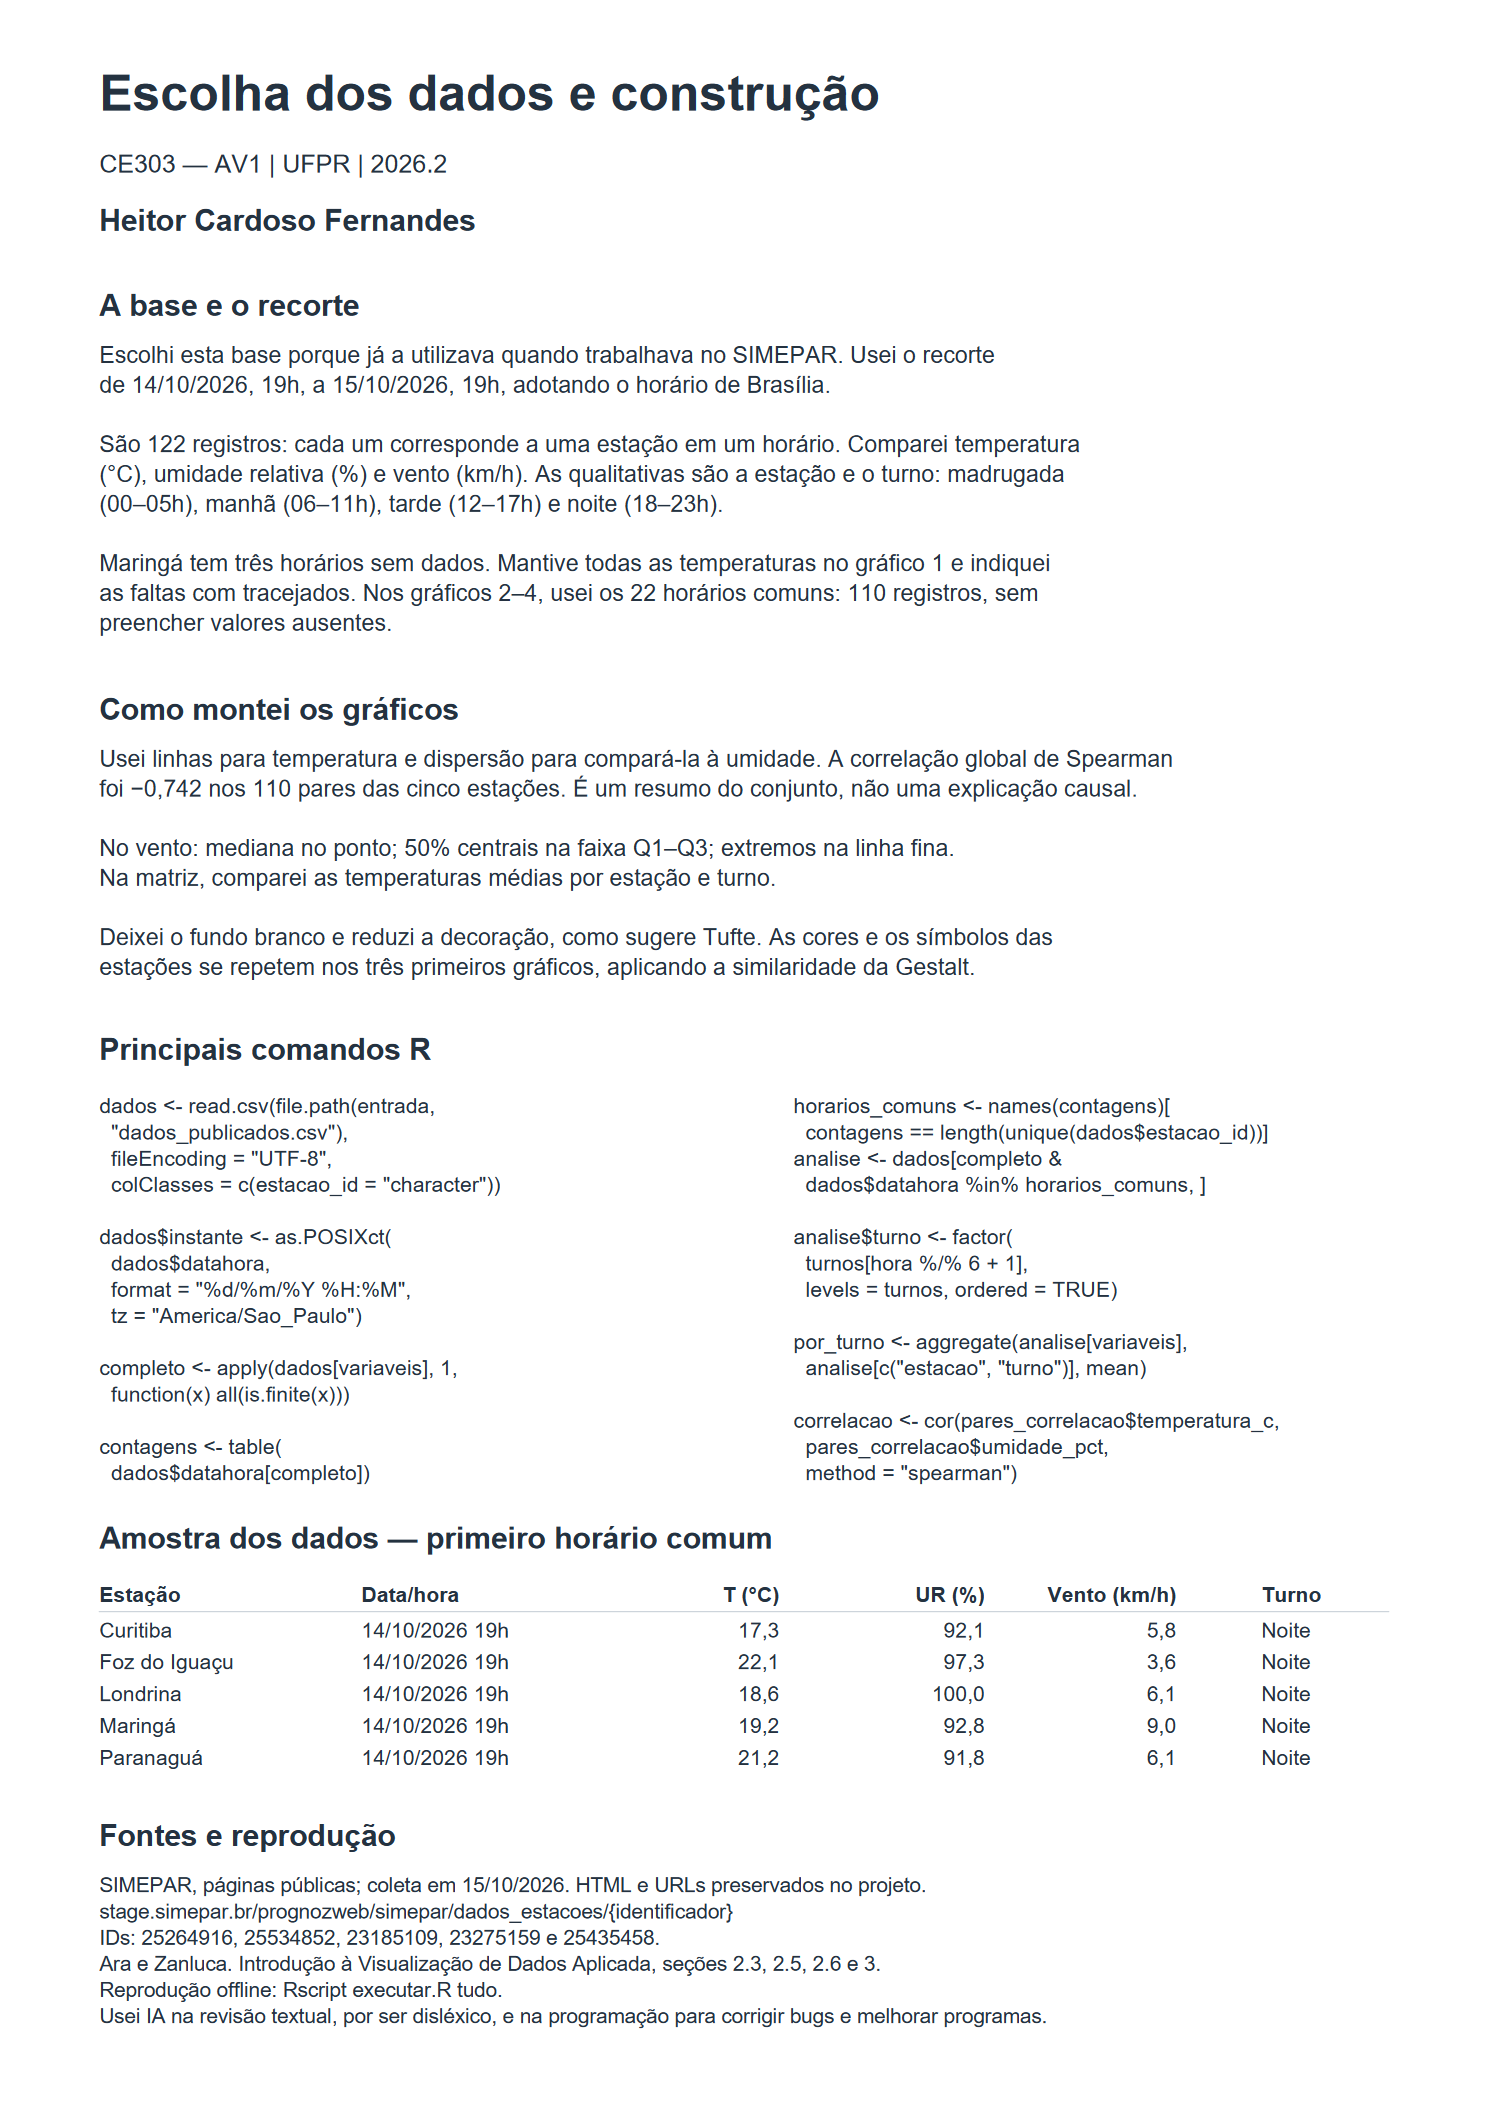 Escolha dos dados e construção
CE303 — AV1 | UFPR | 2026.2
Heitor Cardoso Fernandes
A base e o recorte
Escolhi esta base porque já a utilizava quando trabalhava no SIMEPAR. Usei o recorte
de 14/10/2026, 19h, a 15/10/2026, 19h, adotando o horário de Brasília.
São 122 registros: cada um corresponde a uma estação em um horário. Comparei temperatura
(°C), umidade relativa (%) e vento (km/h). As qualitativas são a estação e o turno: madrugada
(00–05h), manhã (06–11h), tarde (12–17h) e noite (18–23h).
Maringá tem três horários sem dados. Mantive todas as temperaturas no gráfico 1 e indiquei
as faltas com tracejados. Nos gráficos 2–4, usei os 22 horários comuns: 110 registros, sem
preencher valores ausentes.
Como montei os gráficos
Usei linhas para temperatura e dispersão para compará-la à umidade. A correlação global de Spearman
foi −0,742 nos 110 pares das cinco estações. É um resumo do conjunto, não uma explicação causal.
No vento: mediana no ponto; 50% centrais na faixa Q1–Q3; extremos na linha fina.
Na matriz, comparei as temperaturas médias por estação e turno.
Deixei o fundo branco e reduzi a decoração, como sugere Tufte. As cores e os símbolos das
estações se repetem nos três primeiros gráficos, aplicando a similaridade da Gestalt.
Principais comandos R
dados <- read.csv(file.path(entrada,
"dados_publicados.csv"),
fileEncoding = "UTF-8",
colClasses = c(estacao_id = "character"))
dados$instante <- as.POSIXct(
dados$datahora,
format = "%d/%m/%Y %H:%M",
tz = "America/Sao_Paulo")
completo <- apply(dados[variaveis], 1,
function(x) all(is.finite(x)))
contagens <- table(
dados$datahora[completo])
horarios_comuns <- names(contagens)[
contagens == length(unique(dados$estacao_id))]
analise <- dados[completo &
dados$datahora %in% horarios_comuns, ]
analise$turno <- factor(
turnos[hora %/% 6 + 1],
levels = turnos, ordered = TRUE)
por_turno <- aggregate(analise[variaveis],
analise[c("estacao", "turno")], mean)
correlacao <- cor(pares_correlacao$temperatura_c,
pares_correlacao$umidade_pct,
method = "spearman")
Amostra dos dados — primeiro horário comum
Estação Data/hora T (°C) UR (%) Vento (km/h) Turno
Curitiba 14/10/2026 19h 17,3 92,1 5,8 Noite
Foz do Iguaçu 14/10/2026 19h 22,1 97,3 3,6 Noite
Londrina 14/10/2026 19h 18,6 100,0 6,1 Noite
Maringá 14/10/2026 19h 19,2 92,8 9,0 Noite
Paranaguá 14/10/2026 19h 21,2 91,8 6,1 Noite
Fontes e reprodução
SIMEPAR, páginas públicas; coleta em 15/10/2026. HTML e URLs preservados no projeto.
stage.simepar.br/prognozweb/simepar/dados_estacoes/{identificador}
IDs: 25264916, 25534852, 23185109, 23275159 e 25435458.
Ara e Zanluca. Introdução à Visualização de Dados Aplicada, seções 2.3, 2.5, 2.6 e 3.
Reprodução offline: Rscript executar.R tudo.
Usei IA na revisão textual, por ser disléxico, e na programação para corrigir bugs e melhorar programas.